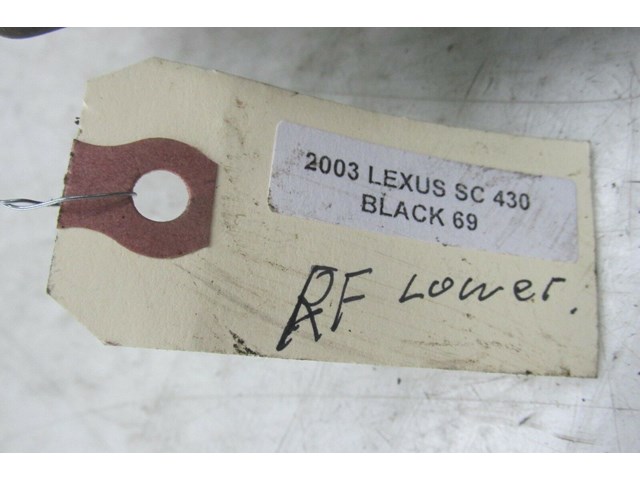 2003 LEXUS SC 430
BLACK 69
RF Lower.